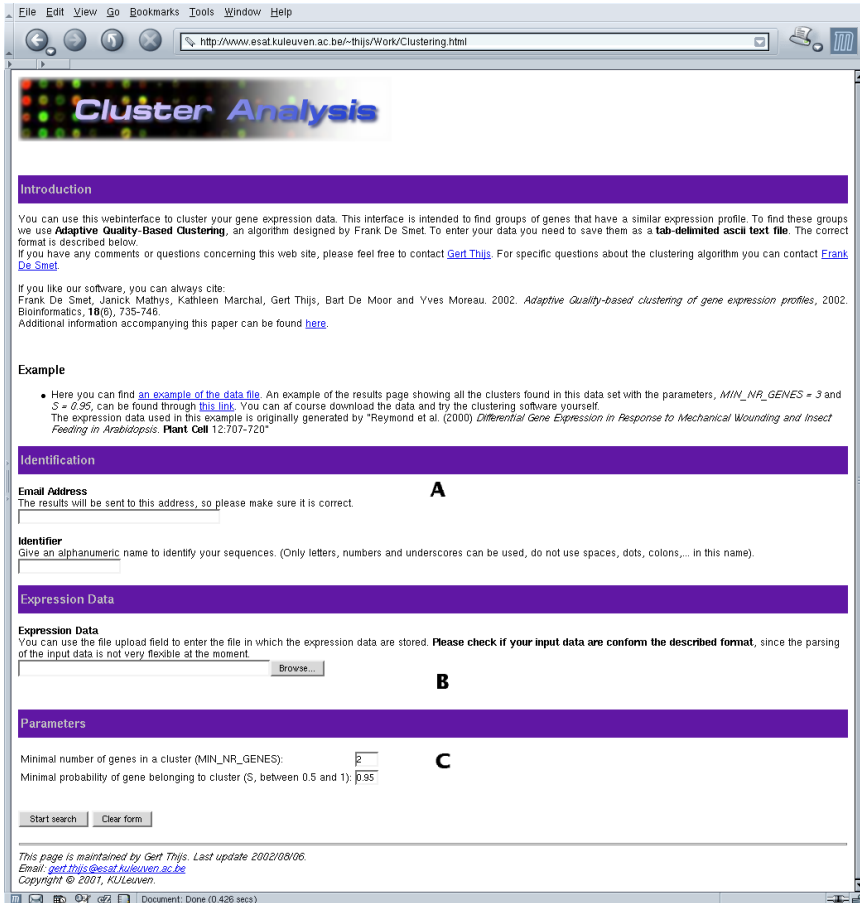 File Edit View Go Bookmarks Tools Window Help
http://www.esat.kuleuven.ac.be/~thijs/Work/Clustering.html
Cluster Analysis
Introduction
You can use this webinterface to cluster your gene expression data. This interface is intended to find groups of genes that have a similar expression profile. To find these groups
we use Adaptive Quality-Based Clustering, an algorithm designed by Frank De Smet. To enter your data you need to save them as a tab-delimited ascii text file. The correct
format is described below.
If you have any comments or questions concerning this web site, please feel free to contact Gert Thijs. For specific questions about the clustering algorithm you can contact Frank
De Smet.
If you like our software, you can always cite:
Frank De Smet, Janick Mathys, Kathleen Marchal, Gert Thijs, Bart De Moor and Yves Moreau. 2002. Adaptive Quality-based clustering of gene expression profiles, 2002.
Bioinformatics, 18(6), 735-746.
Additional information accompanying this paper can be found here.
Example
• Here you can find an example of the data file. An example of the results page showing all the clusters found in this data set with the parameters, MIN_NR_GENES = 3 and
S = 0.95, can be found through this link. You can af course download the data and try the clustering software yourself.
The expression data used in this example is originally generated by "Reymond et al. (2000) Differential Gene Expression in Response to Mechanical Wounding and Insect
Feeding in Arabidopsis. Plant Cell 12:707-720"
Identification
A
Email Address
The results will be sent to this address, so please make sure it is correct.
Identifier
Give an alphanumeric name to identify your sequences. (Only letters, numbers and underscores can be used, do not use spaces, dots, colons,... in this name).
Expression Data
Expression Data
You can use the file upload field to enter the file in which the expression data are stored. Please check if your input data are conform the described format, since the parsing
of the input data is not very flexible at the moment.
Browse...
B
Parameters
Minimal number of genes in a cluster (MIN_NR_GENES): 2
C
Minimal probability of gene belonging to cluster (S, between 0.5 and 1): 0.95
Start search Clear form
This page is maintained by Gert Thijs. Last update 2002/08/06.
Email: gert.thijs@esat.kuleuven.ac.be
Copyright © 2001, KULeuven.
Document: Done (0.426 secs)